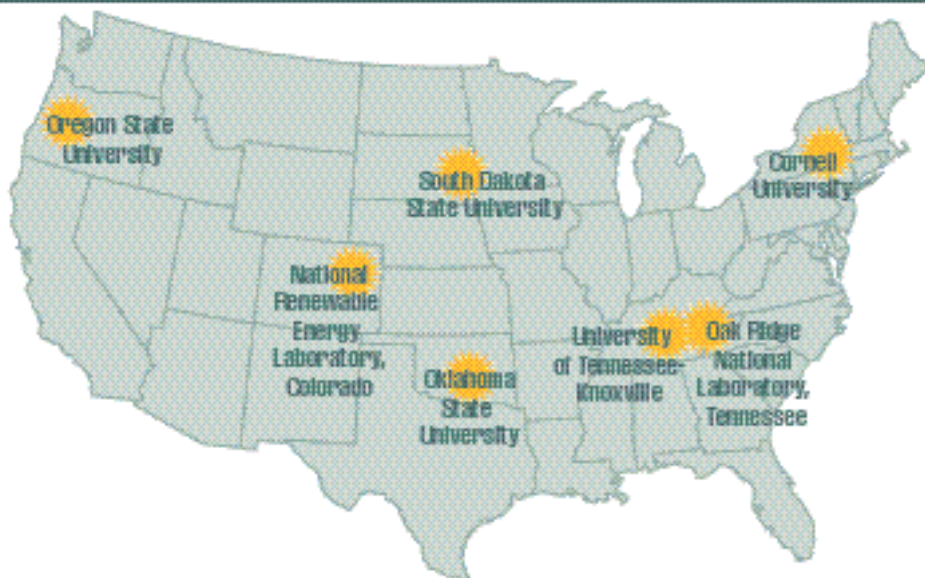 Oregon State
University
South Dakota
State University
Cornell
University
National
Renewable
Energy
Laboratory,
Colorado
Oklahoma
State
University
University
of Tennessee-
Knoxville
Oak Ridge
National
Laboratory,
Tennessee